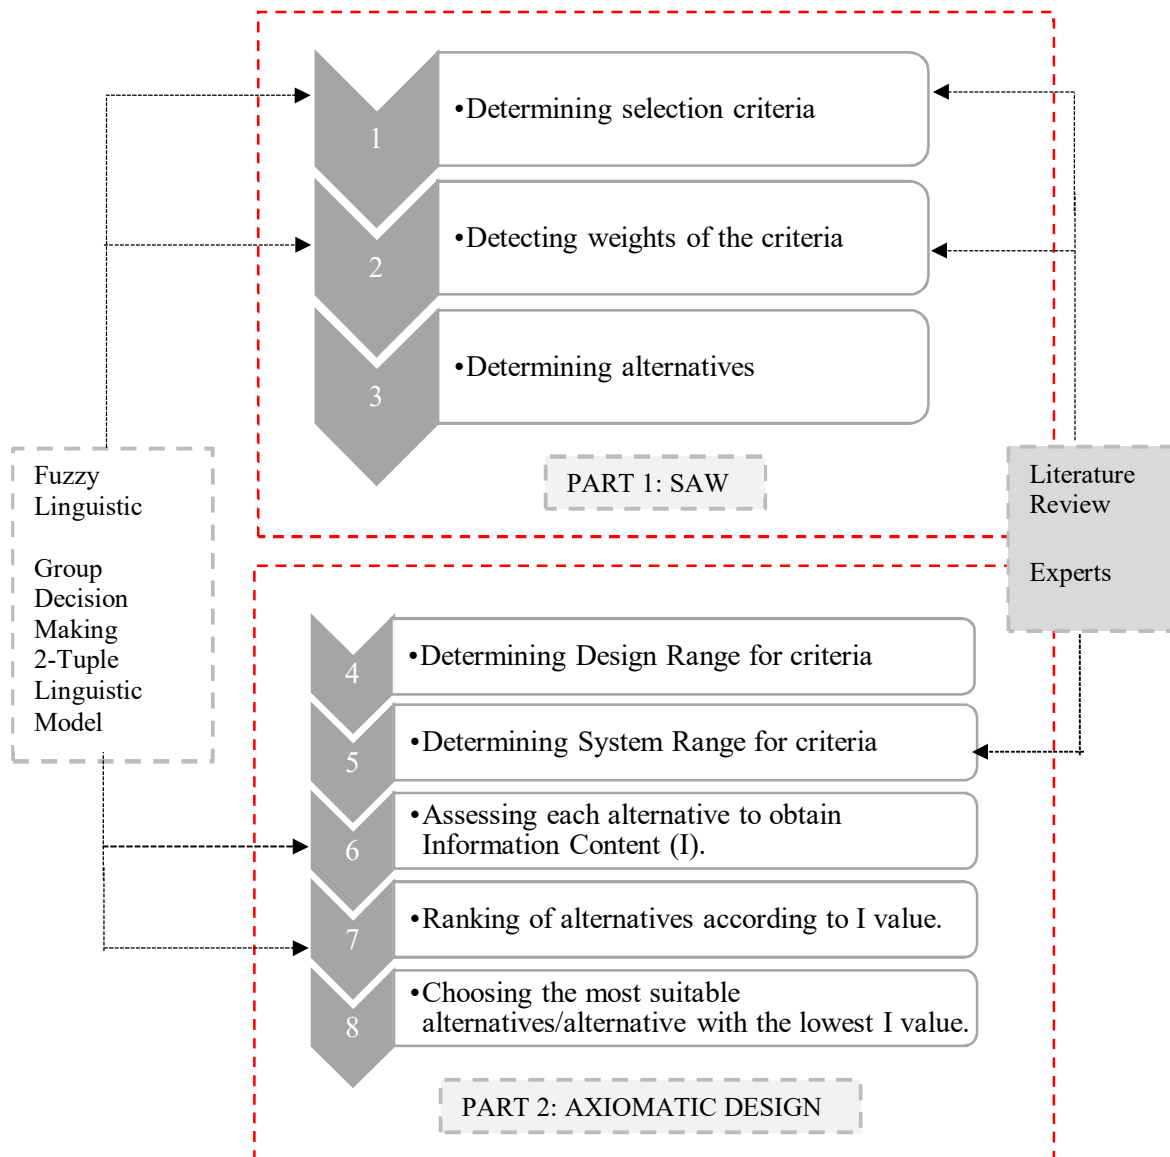 1
•Determining selection criteria
2
•Detecting weights of the criteria
3
•Determining alternatives
PART 1: SAW
Fuzzy
Linguistic
Group
Decision
Making
2-Tuple
Linguistic
Model
Literature
Review
Experts
4
•Determining Design Range for criteria
5
•Determining System Range for criteria
6
•Assessing each alternative to obtain
Information Content (I).
7
•Ranking of alternatives according to I value.
8
•Choosing the most suitable
alternatives/alternative with the lowest I value.
PART 2: AXIOMATIC DESIGN